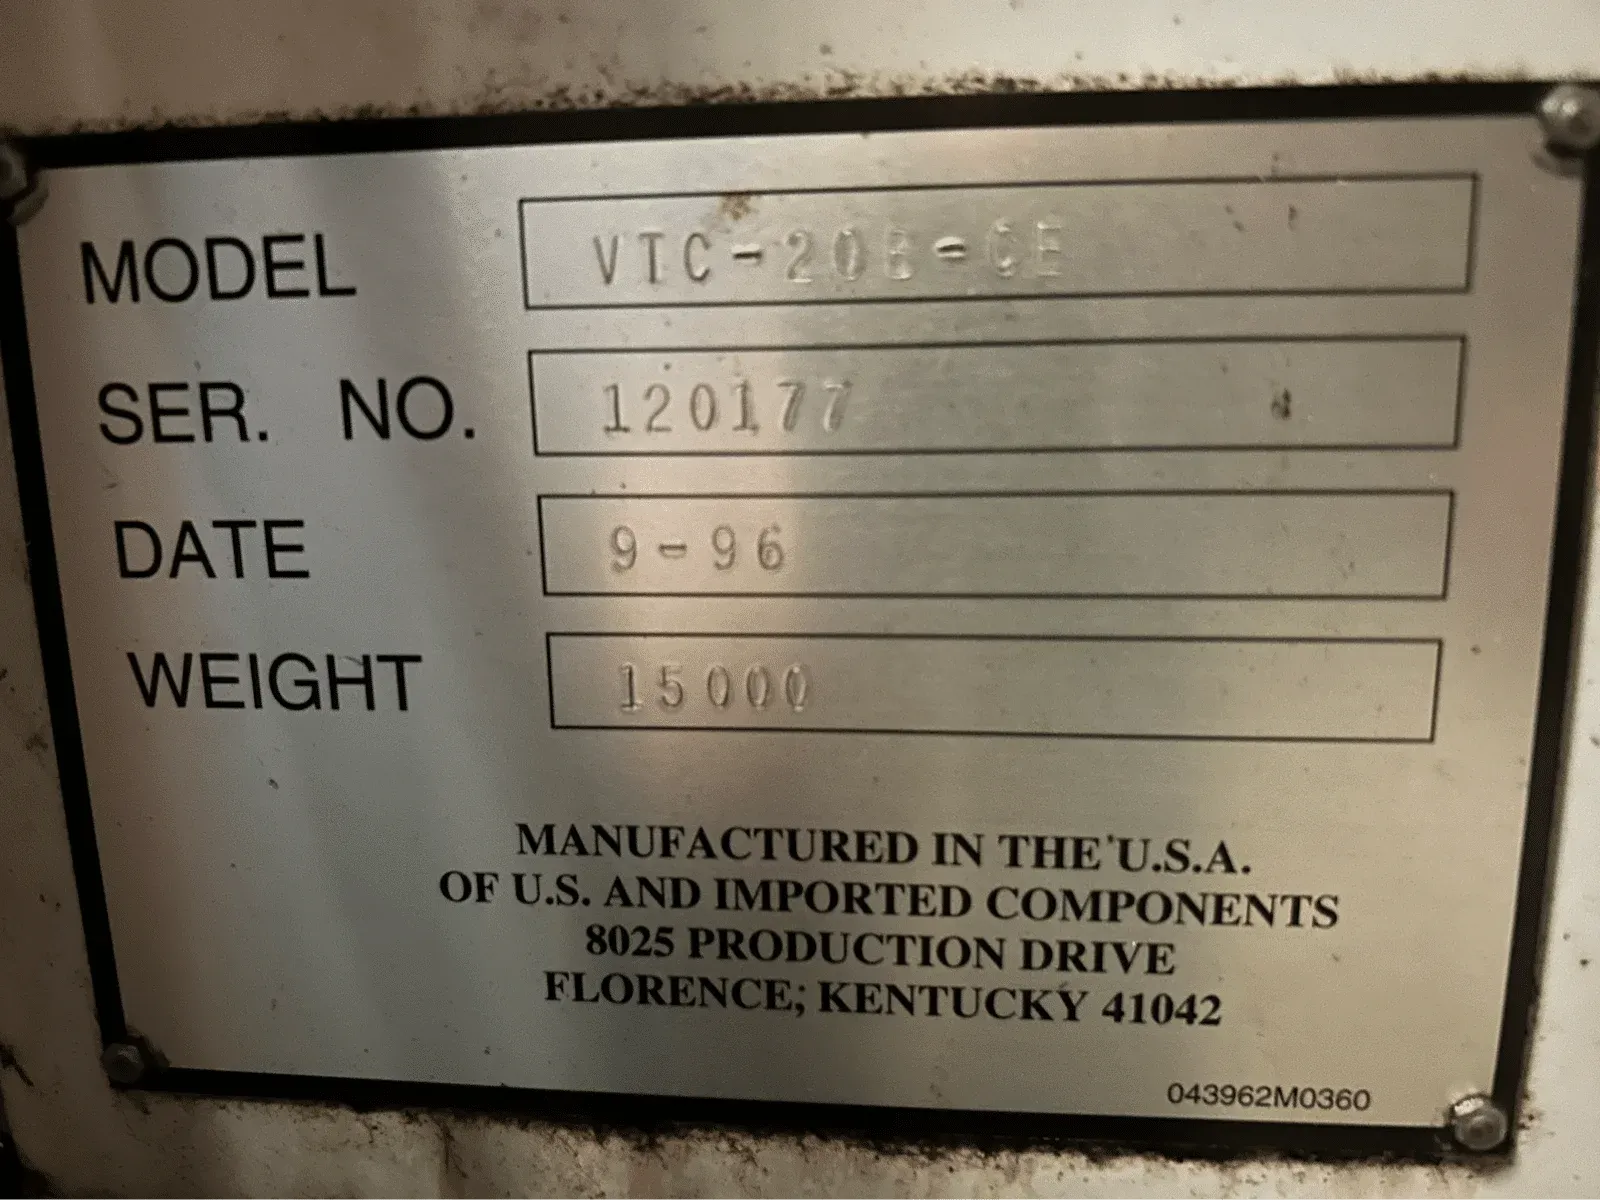 MODEL VTC-20B-CE
SER. NO. 120177
DATE 9-96
WEIGHT 15000
MANUFACTURED IN THE U.S.A.
OF U.S. AND IMPORTED COMPONENTS
8025 PRODUCTION DRIVE
FLORENCE, KENTUCKY 41042
043962M0360